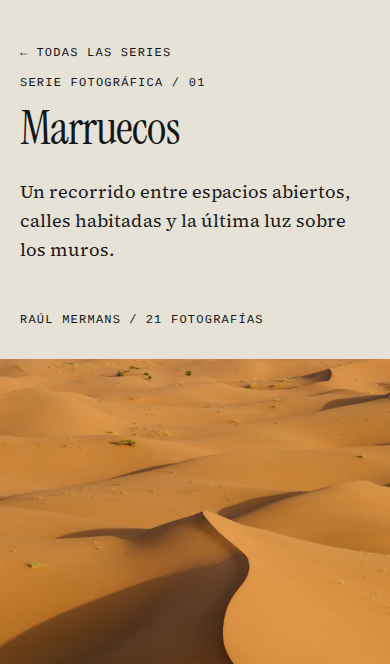 ← TODAS LAS SERIES
SERIE FOTOGRÁFICA / 01
Marruecos
Un recorrido entre espacios abiertos,
calles habitadas y la última luz sobre
los muros.
RAÚL MERMANS / 21 FOTOGRAFÍAS